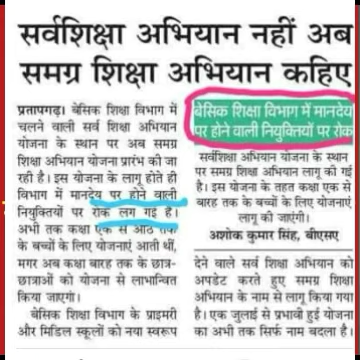 सर्वशिक्षा अभियान नहीं अब
समग्र शिक्षा अभियान कहिए
प्रतापगढ़। बेसिक शिक्षा विभाग में
चलने वाली सर्व शिक्षा अभियान
योजना के स्थान पर अब समग्र
शिक्षा अभियान योजना प्रारंभ की जा
रही है। इस योजना के लागू होते ही
विभाग में मानदेय पर होने वाली
नियुक्तियों पर रोक लग गई है।
अभी तक कक्षा एक से आठ तक
के बच्चों के लिए योजनाएं आती थीं,
मगर अब कक्षा बारह तक के छात्र-
छात्राओं को योजना से लाभान्वित
किया जाएगो।
बेसिक शिक्षा विभाग के प्राइमरी
और मिडिल स्कूलों को नया स्वरूप
बेसिक शिक्षा विभाग में मानदेय
पर होने वाली नियुक्तियों पर रोक
सर्वशिक्षा अभियान के स्थान
पर समग्र शिक्षा अभियान लागू की गई
है। इस योजना के तहत कक्षा एक से
बारह तक के बच्चों के लिए योजनाएं
लागू की जाएंगी।
अशोक कुमार सिंह, बीएसए
देने वाले सर्व शिक्षा अभियान को
अपडेट करते हुए समग्र शिक्षा
अभियान के नाम से लागू किया गया
है। एक जुलाई से प्रभावी हुई योजना
का अभी तक सिर्फ नाम बदला है।